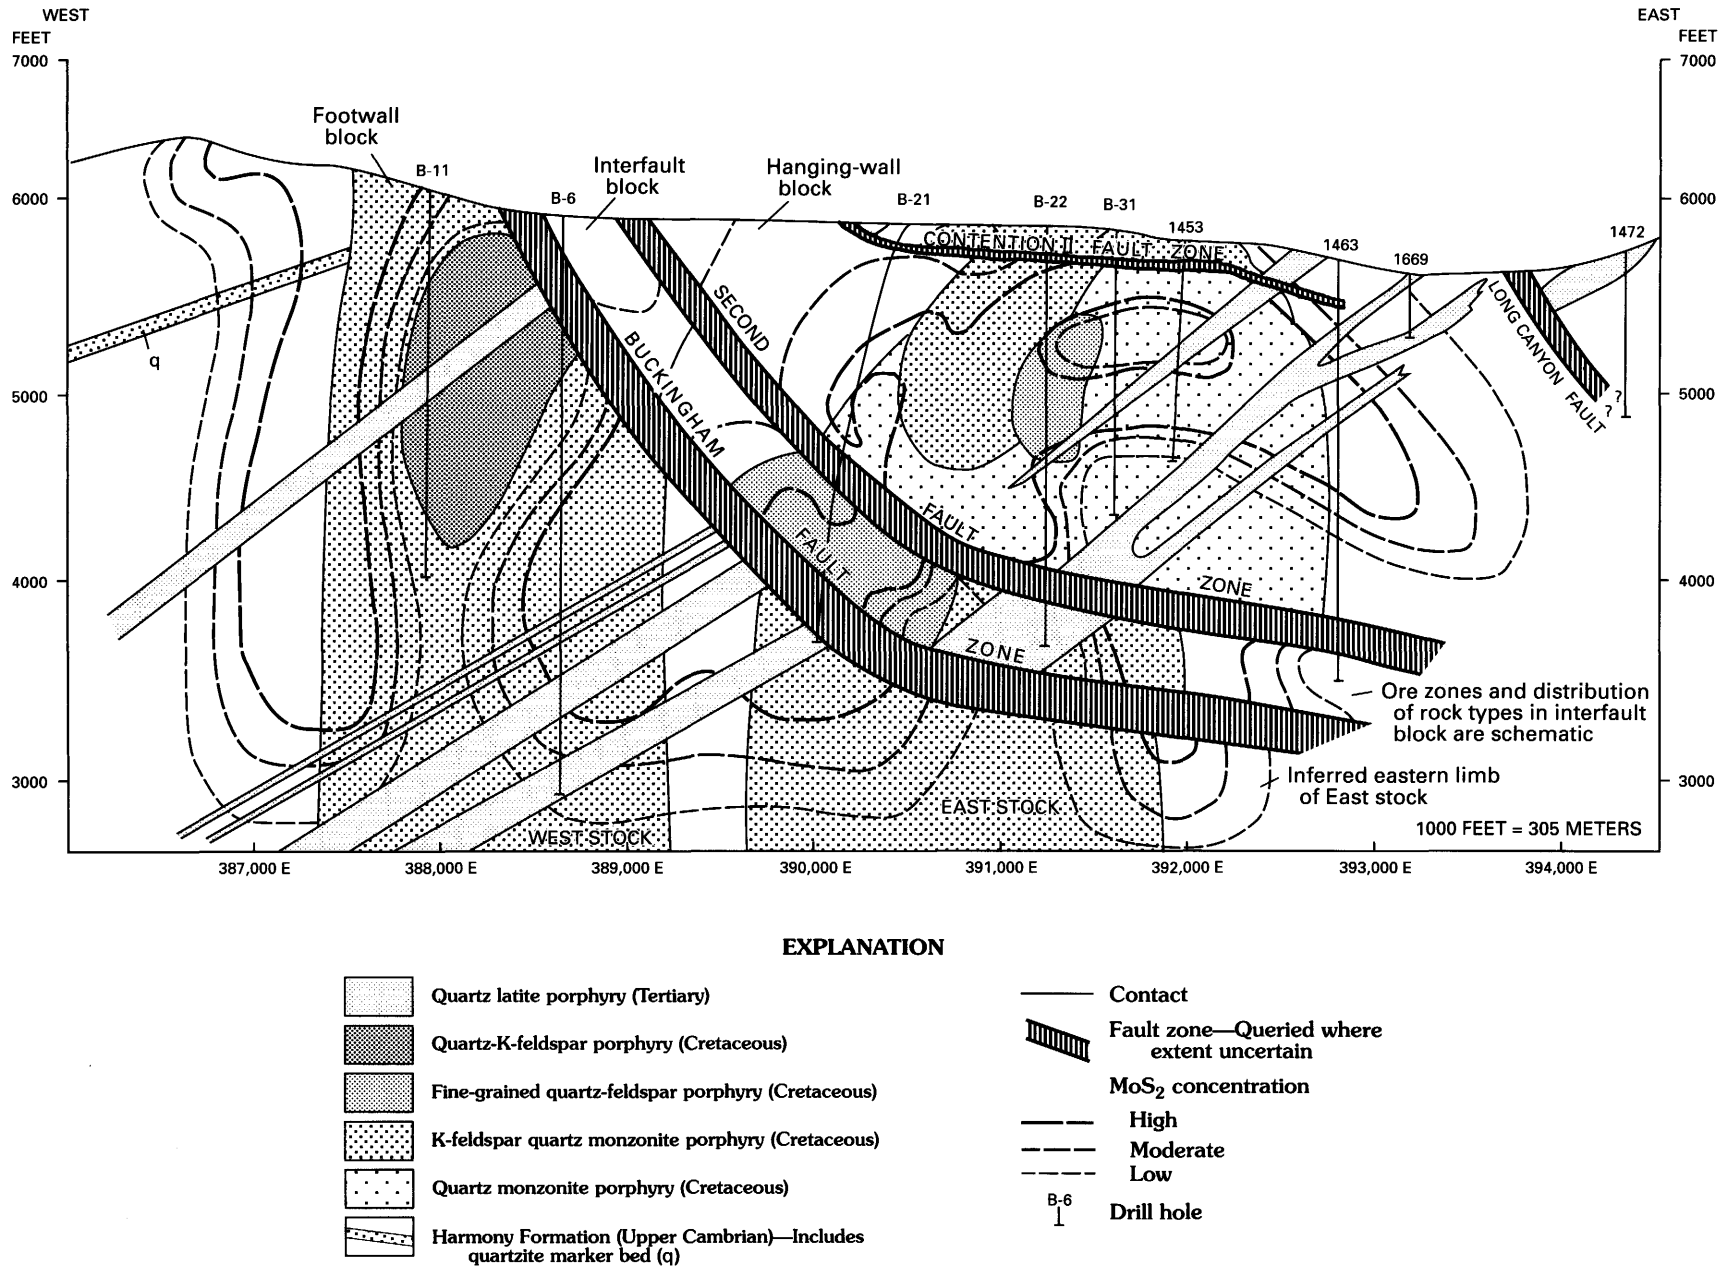 WEST
EAST
FEET
FEET
7000
7000
Footwall
block
B-11
Interfault
block
Hanging-wall
block
B-6
B-21
B-22
B-31
1453
1463
1669
1472
6000
6000
CONTENTION II FAULT ZONE
q
SECOND
FAULT
ZONE
BUCKINGHAM
FAULT
ZONE
LONG CANYON FAULT
?
?
5000
5000
4000
4000
Ore zones and distribution
of rock types in interfault
block are schematic
3000
3000
Inferred eastern limb
of East stock
WEST STOCK
EAST STOCK
1000 FEET = 305 METERS
387,000 E
388,000 E
389,000 E
390,000 E
391,000 E
392,000 E
393,000 E
394,000 E
EXPLANATION
Quartz latite porphyry (Tertiary)
Quartz-K-feldspar porphyry (Cretaceous)
Fine-grained quartz-feldspar porphyry (Cretaceous)
K-feldspar quartz monzonite porphyry (Cretaceous)
Quartz monzonite porphyry (Cretaceous)
Harmony Formation (Upper Cambrian)—Includes
quartzite marker bed (q)
Contact
Fault zone—Queried where
extent uncertain
MoS2 concentration
High
Moderate
Low
B-6
Drill hole